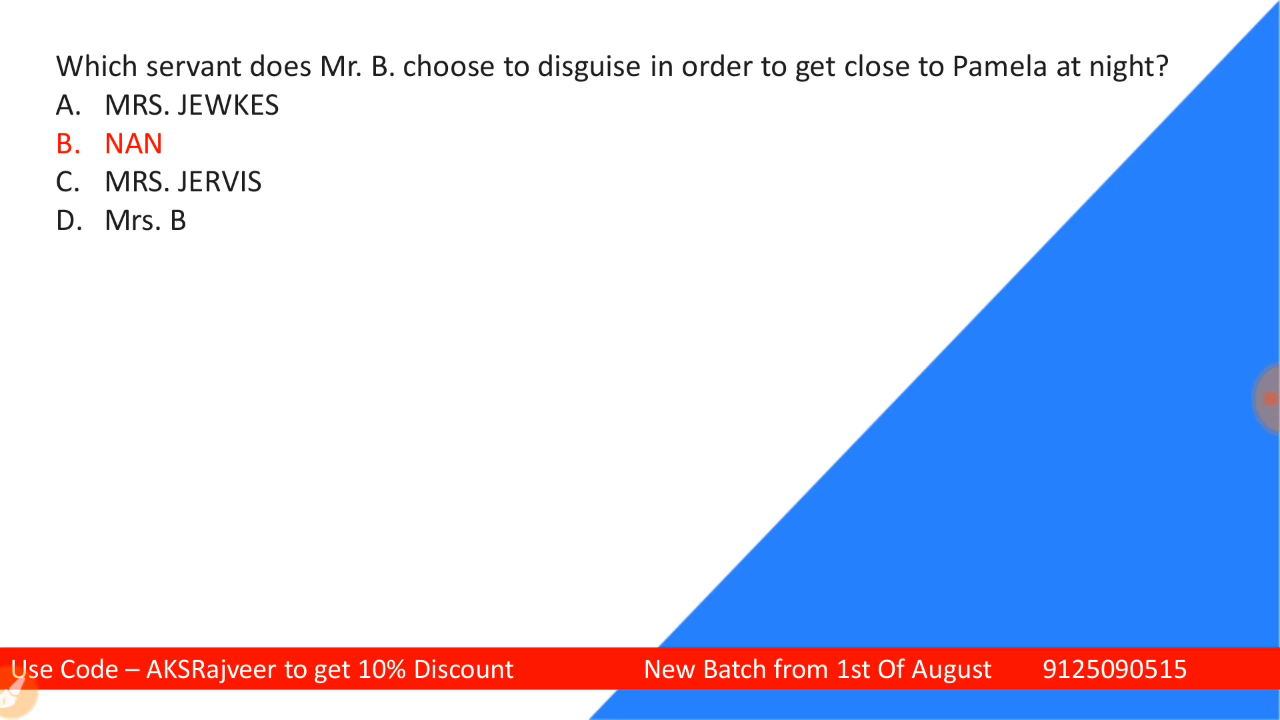 Which servant does Mr. B. choose to disguise in order to get close to Pamela at night?
A. MRS. JEWKES
B. NAN
C. MRS. JERVIS
D. Mrs. B
Use Code – AKSRajveer to get 10% Discount New Batch from 1st Of August 9125090515